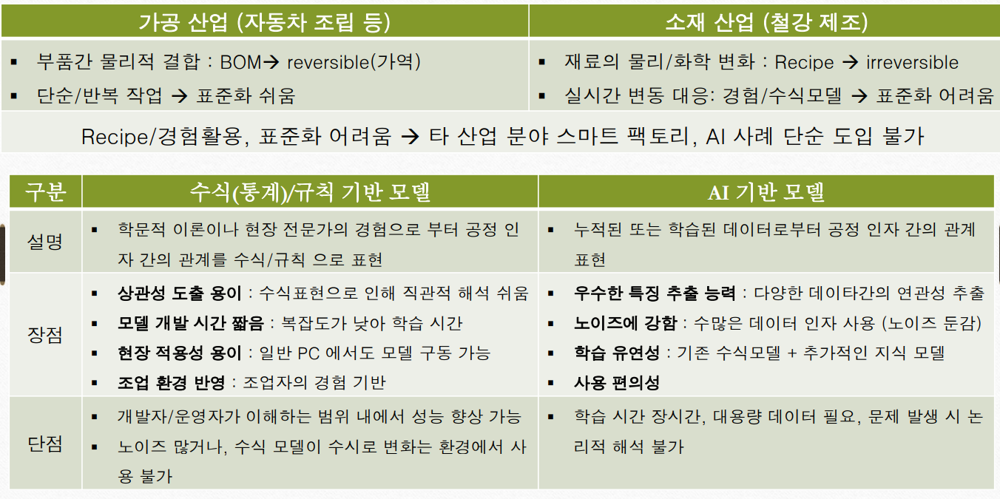 가공 산업 (자동차 조립 등)
소재 산업 (철강 제조)
▪ 부품간 물리적 결합 : BOM→ reversible(가역)
▪ 단순/반복 작업 → 표준화 쉬움
▪ 재료의 물리/화학 변화 : Recipe → irreversible
▪ 실시간 변동 대응: 경험/수식모델 → 표준화 어려움
Recipe/경험활용, 표준화 어려움 → 타 산업 분야 스마트 팩토리, AI 사례 단순 도입 불가
구분
수식(통계)/규칙 기반 모델
AI 기반 모델
설명
▪ 학문적 이론이나 현장 전문가의 경험으로 부터 공정 인
자 간의 관계를 수식/규칙 으로 표현
▪ 누적된 또는 학습된 데이터로부터 공정 인자 간의 관계
표현
장점
▪ 상관성 도출 용이 : 수식표현으로 인해 직관적 해석 쉬움
▪ 모델 개발 시간 짧음 : 복잡도가 낮아 학습 시간
▪ 현장 적용성 용이 : 일반 PC 에서도 모델 구동 가능
▪ 조업 환경 반영 : 조업자의 경험 기반
▪ 우수한 특징 추출 능력 : 다양한 데이타간의 연관성 추출
▪ 노이즈에 강함 : 수많은 데이터 인자 사용 (노이즈 둔감)
▪ 학습 유연성 : 기존 수식모델 + 추가적인 지식 모델
▪ 사용 편의성
단점
▪ 개발자/운영자가 이해하는 범위 내에서 성능 향상 가능
▪ 노이즈 많거나, 수식 모델이 수시로 변화는 환경에서 사
용 불가
▪ 학습 시간 장시간, 대용량 데이터 필요, 문제 발생 시 논
리적 해석 불가